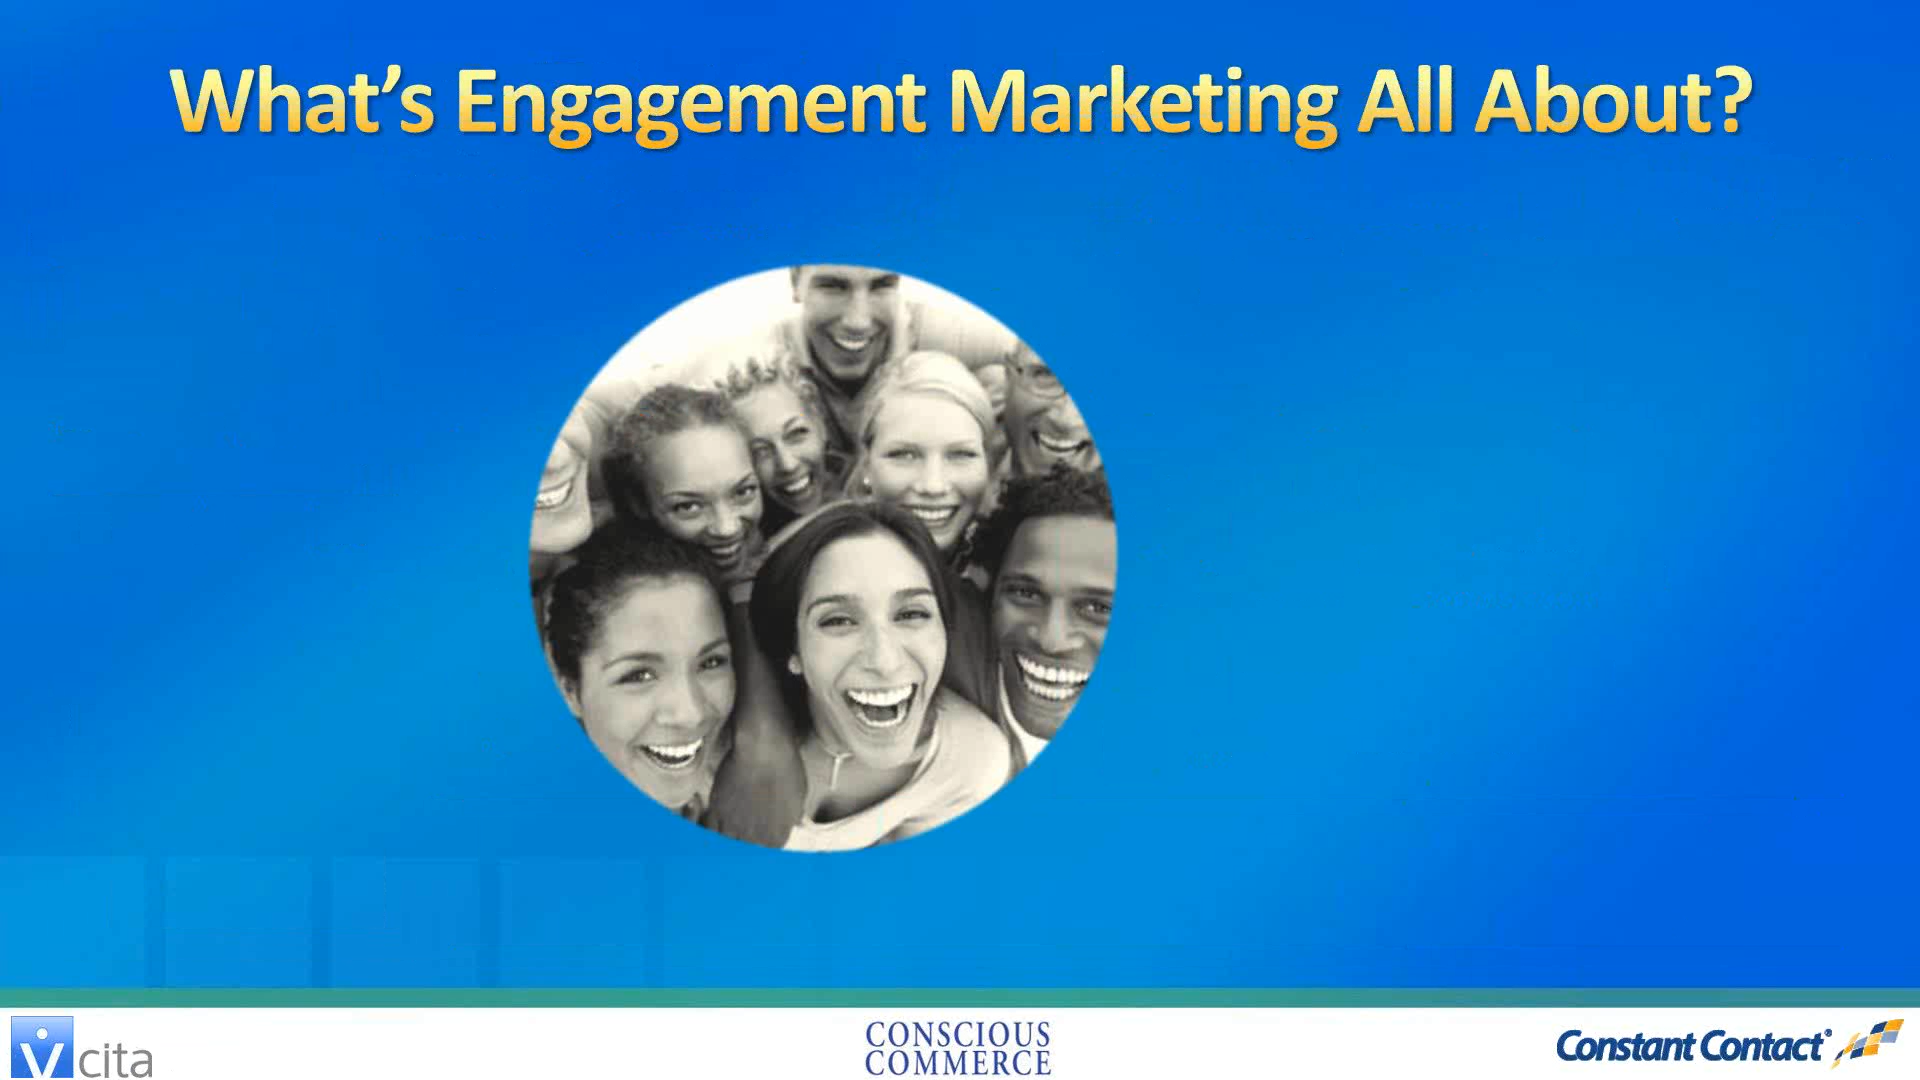 What's Engagement Marketing All About?
vcita
CONSCIOUS
COMMERCE
Constant Contact®